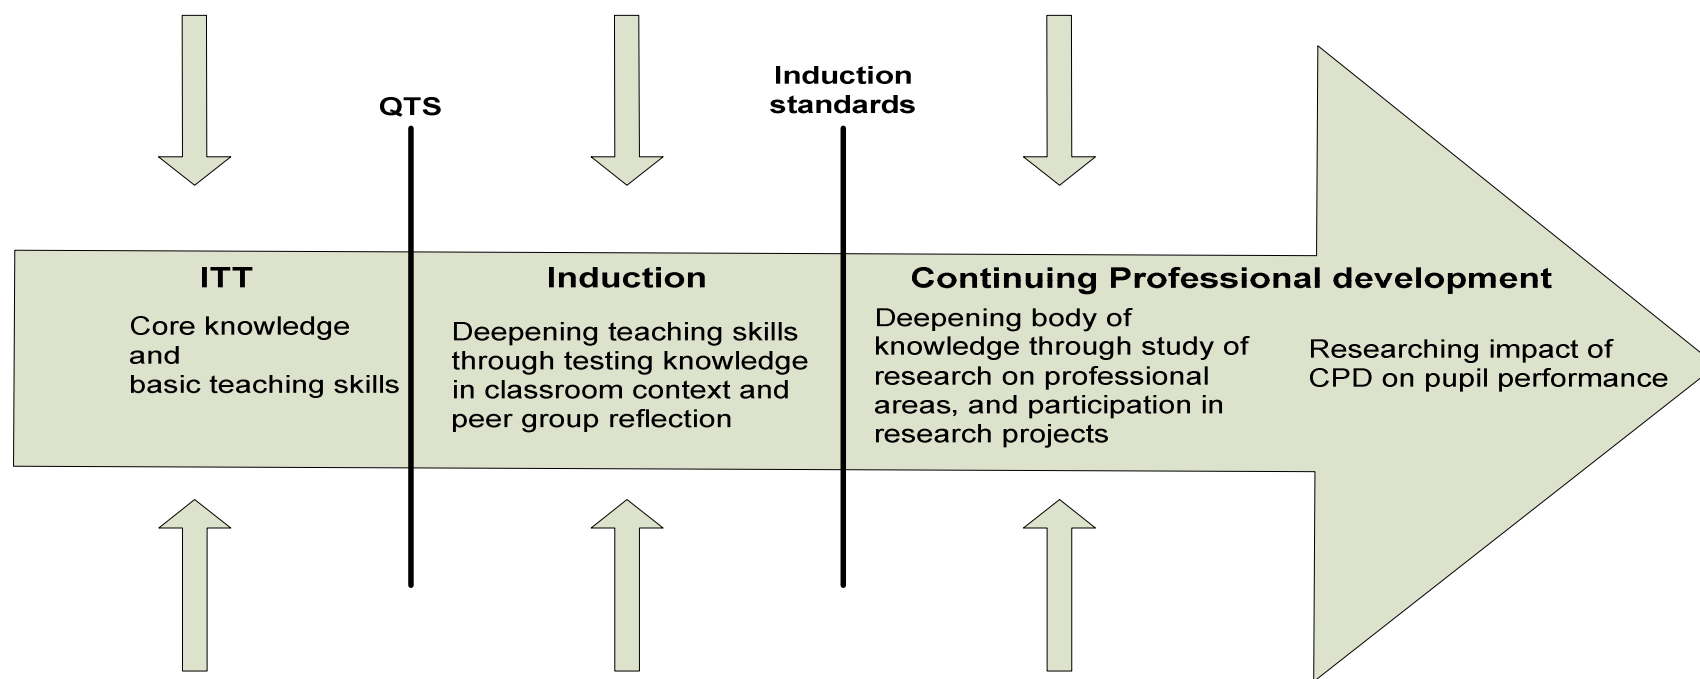 QTS
Induction
standards
ITT
Core knowledge
and
basic teaching skills
Induction
Deepening teaching skills
through testing knowledge
in classroom context and
peer group reflection
Continuing Professional development
Deepening body of
knowledge through study of
research on professional
areas, and participation in
research projects
Researching impact of
CPD on pupil performance